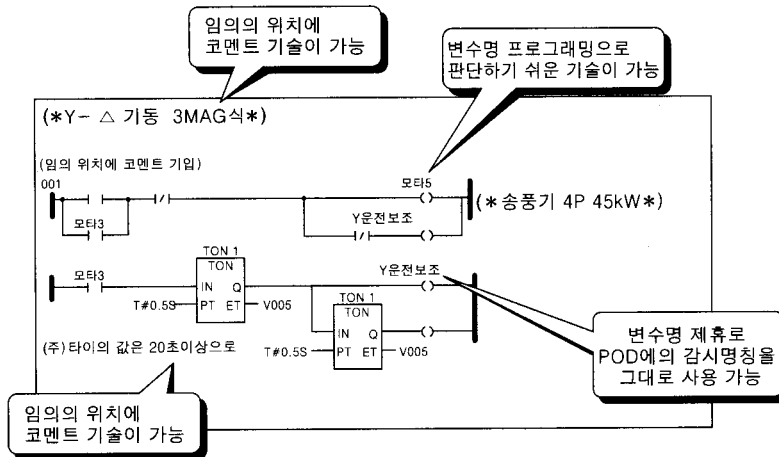 임의의 위치에
코멘트 기술이 가능
변수명 프로그래밍으로
판단하기 쉬운 기술이 가능
(*Y- △ 기동 3MAG식*)
(임의 위치에 코멘트 기입)
001
모타5
(*송풍기 4P 45kW*)
모타3
Y운전보조
TON 1
모타3
TON
Y운전보조
IN Q
TON 1
T#0.5S
PT ET
V005
TON
IN Q
T#0.5S
PT ET
V005
(주)타이의 값은 20초이상으로
변수명 제휴로
POD에의 감시명칭을
그대로 사용 가능
임의의 위치에
코멘트 기술이 가능